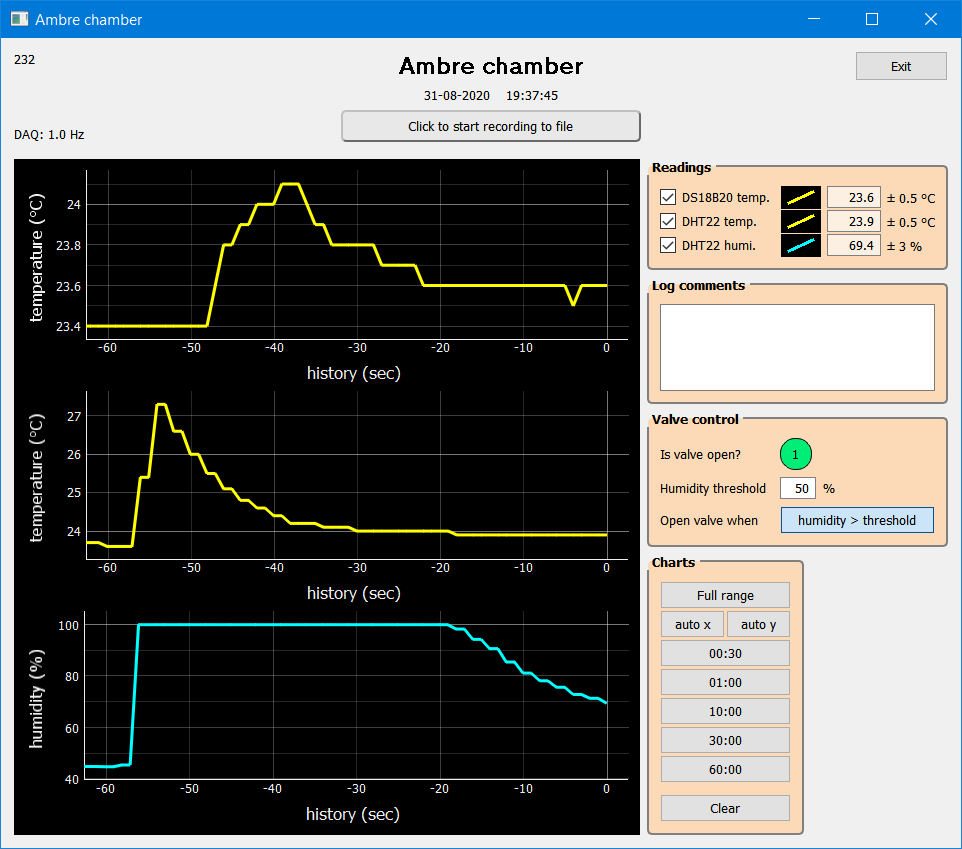 Ambre chamber
232
Ambre chamber
Exit
31-08-2020 19:37:45
Click to start recording to file
DAQ: 1.0 Hz
temperature (°C)
24
23.8
23.6
23.4
-60 -50 -40 -30 -20 -10 0
history (sec)
temperature (°C)
27
26
25
24
-60 -50 -40 -30 -20 -10 0
history (sec)
humidity (%)
100
80
60
40
-60 -50 -40 -30 -20 -10 0
history (sec)
Readings
DS18B20 temp. 23.6 ± 0.5 °C
DHT22 temp. 23.9 ± 0.5 °C
DHT22 humi. 69.4 ± 3 %
Log comments
Valve control
Is valve open? 1
Humidity threshold 50 %
Open valve when humidity > threshold
Charts
Full range
auto x auto y
00:30
01:00
10:00
30:00
60:00
Clear